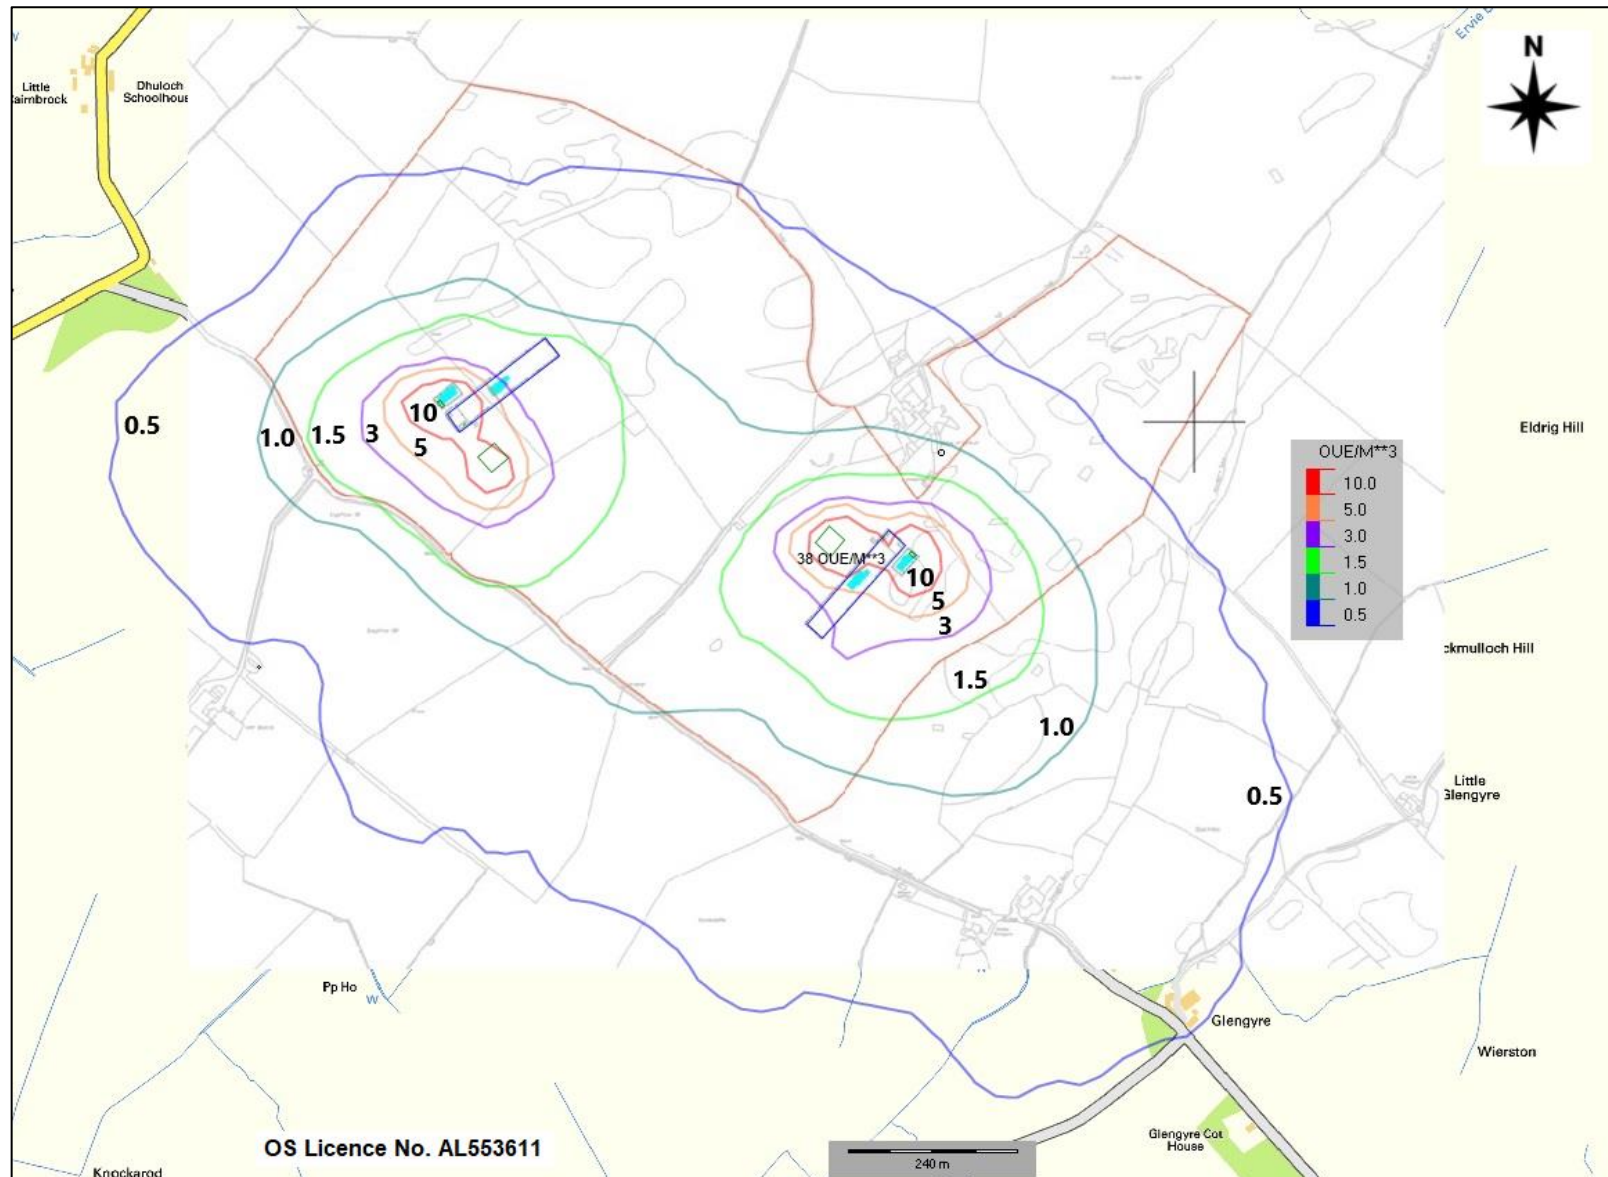 Ervie
N
Little
Cairnbrock
Dhuloch
Schoolhous
0.5
1.0
1.5
3
10
5
Eldrig Hill
OUE/M**3
10.0
5.0
3.0
1.5
1.0
0.5
38 OUE/M**3
10
5
3
1.5
1.0
0.5
ckmulloch Hill
Little
Glengyre
Pp Ho
W
Glengyre
Wierston
Glengyre Cot
House
OS Licence No. AL553611
240 m
Knockarod